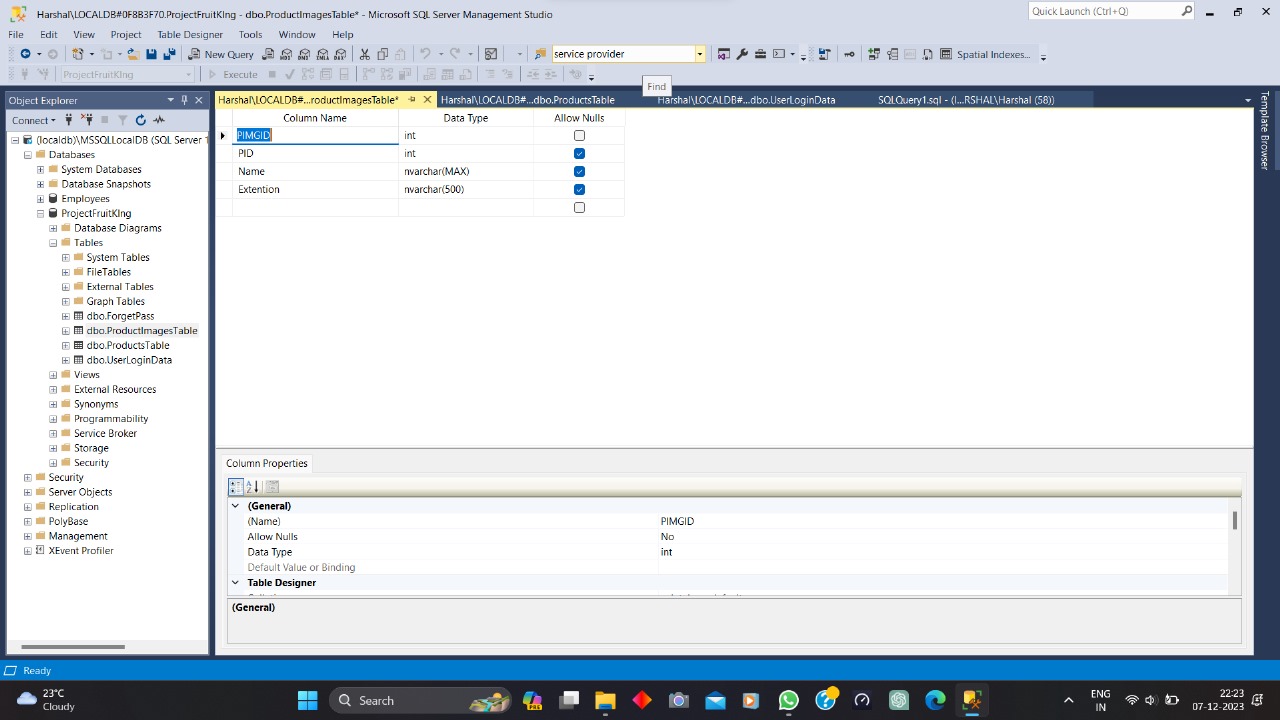 Harshal\LOCALDB#0F8B3F70.ProjectFruitKIng - dbo.ProductImagesTable* - Microsoft SQL Server Management Studio
Quick Launch (Ctrl+Q)
File Edit View Project Table Designer Tools Window Help
New Query service provider Spatial Indexes...
ProjectFruitKIng Execute
Find
Object Explorer
Harshal\LOCALDB#...roductImagesTable* Harshal\LOCALDB#...dbo.ProductsTable Harshal\LOCALDB#...dbo.UserLoginData SQLQuery1.sql - (l...RSHAL\Harshal (58))
Connect
(localdb)\MSSQLLocalDB (SQL Server 1
Databases
System Databases
Database Snapshots
Employees
ProjectFruitKIng
Database Diagrams
Tables
System Tables
FileTables
External Tables
Graph Tables
dbo.ForgetPass
dbo.ProductImagesTable
dbo.ProductsTable
dbo.UserLoginData
Views
External Resources
Synonyms
Programmability
Service Broker
Storage
Security
Security
Server Objects
Replication
PolyBase
Management
XEvent Profiler
Column Name Data Type Allow Nulls
PIMGID int
PID int
Name nvarchar(MAX)
Extention nvarchar(500)
Template Browser
Column Properties
(General)
(Name) PIMGID
Allow Nulls No
Data Type int
Default Value or Binding
Table Designer
(General)
Ready
23°C
Cloudy
Search
ENG
IN
22:23
07-12-2023